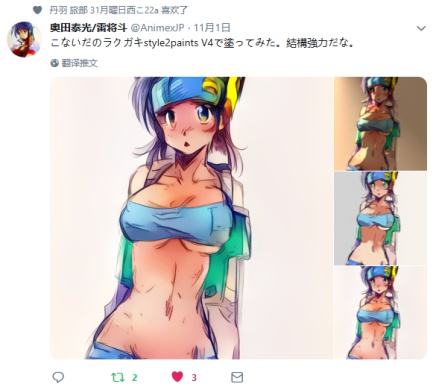 丹羽 旅部 31月曜日西こ22a 喜欢了
奥田泰光/雷将斗 @AnimexJP · 11月1日
こないだのラクガキstyle2paints V4で塗ってみた。結構強力だな。
翻译推文
2
3